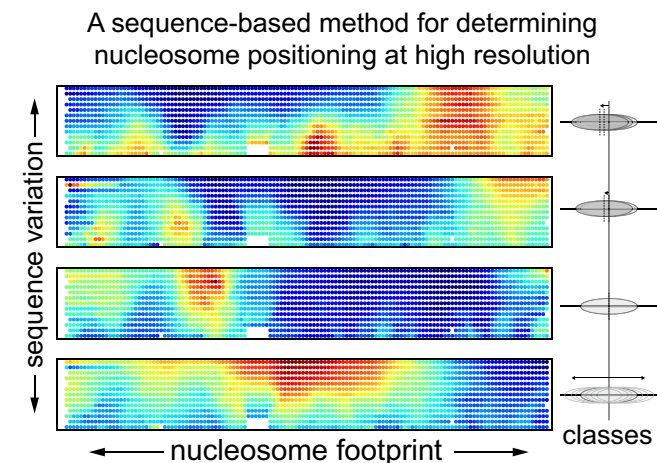 A sequence-based method for determining
nucleosome positioning at high resolution
sequence variation
nucleosome footprint
classes